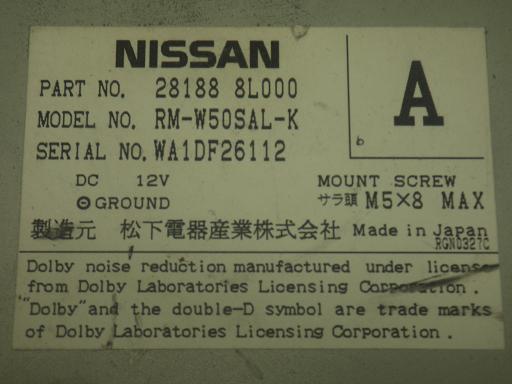 NISSAN
A
PART NO. 28188 8L000
MODEL NO. RM-W50SAL-K
SERIAL NO. WA1DF26112
b
DC 12V
⊖GROUND
MOUNT SCREW
サラ頭 M5×8 MAX
製造元 松下電器産業株式会社 Made in Japan
RGN0327C
Dolby noise reduction manufactured under license
from Dolby Laboratories Licensing Corporation.
"Dolby" and the double-D symbol are trade marks
of Dolby Laboratories Licensing Corporation.